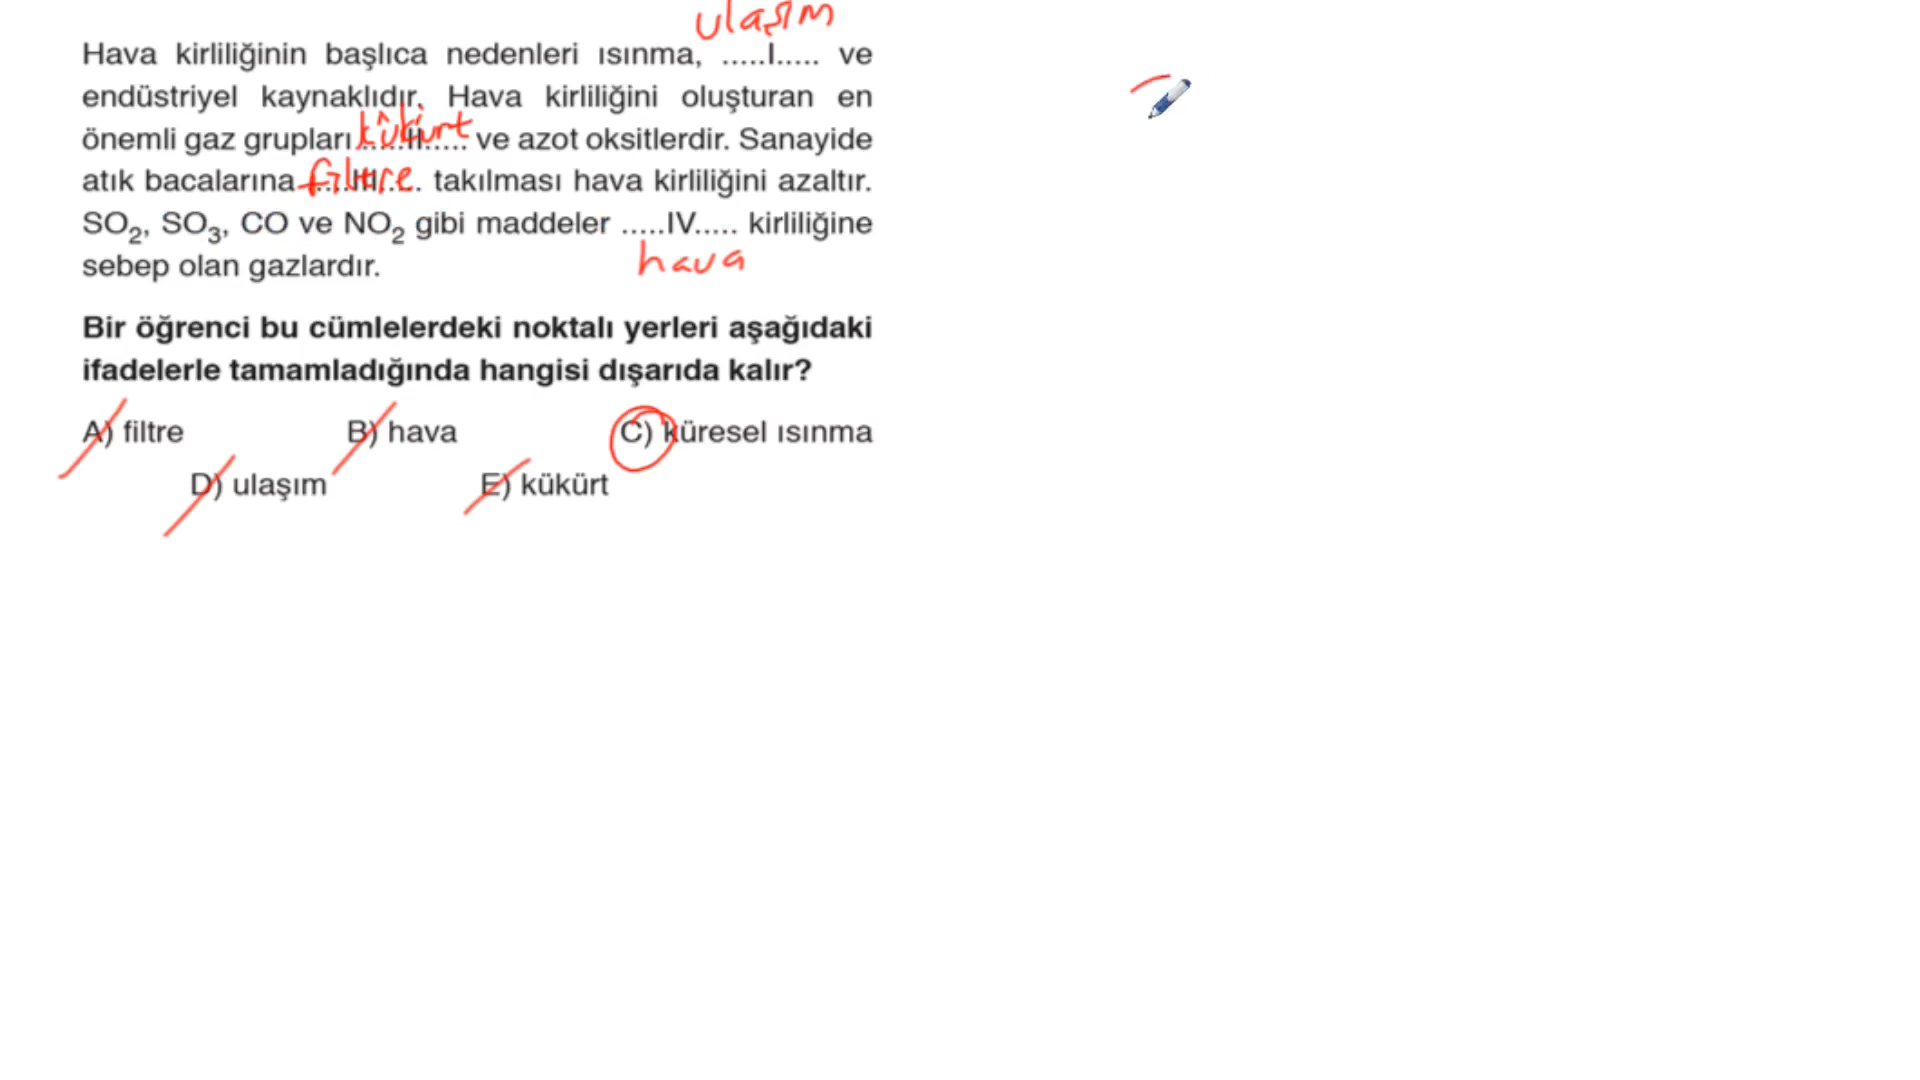 ulaşım
Hava kirliliğinin başlıca nedenleri ısınma, .....I..... ve
endüstriyel kaynaklıdır. Hava kirliliğini oluşturan en
kükürt
önemli gaz grupları .....II..... ve azot oksitlerdir. Sanayide
filtre
atık bacalarına .....III..... takılması hava kirliliğini azaltır.
SO₂, SO₃, CO ve NO₂ gibi maddeler .....IV..... kirliliğine
hava
sebep olan gazlardır.
Bir öğrenci bu cümlelerdeki noktalı yerleri aşağıdaki
ifadelerle tamamladığında hangisi dışarıda kalır?
A) filtre B) hava C) küresel ısınma
D) ulaşım E) kükürt